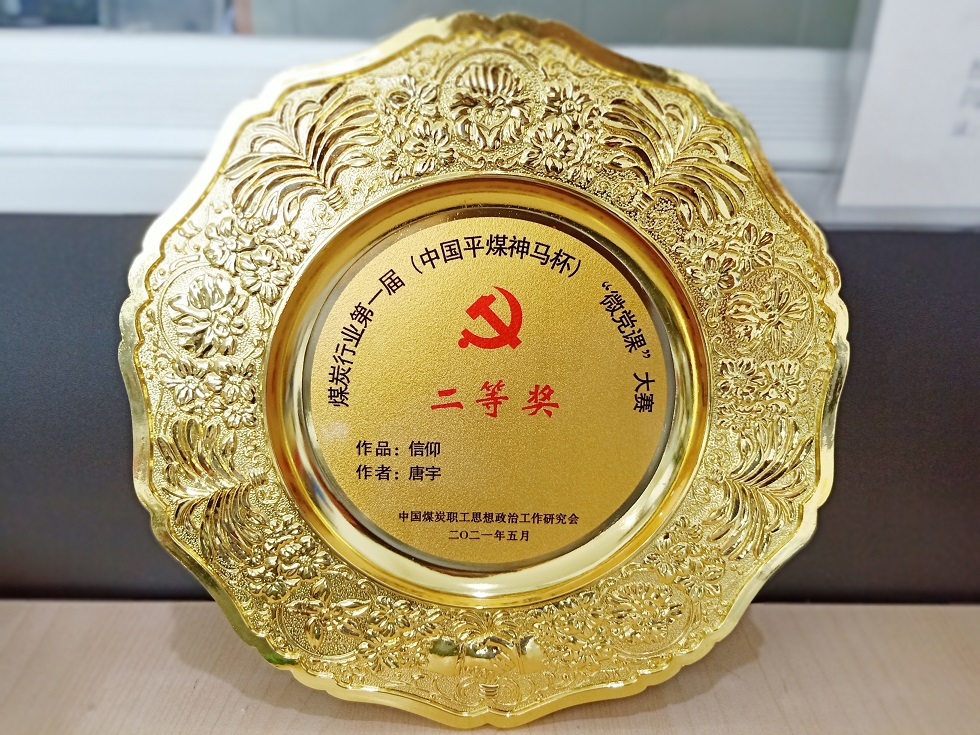 煤炭行业第一届（中国平煤神马杯）“微党课”大赛
二等奖
作品：信仰
作者：唐宇
中国煤炭职工思想政治工作研究会
二〇二一年五月